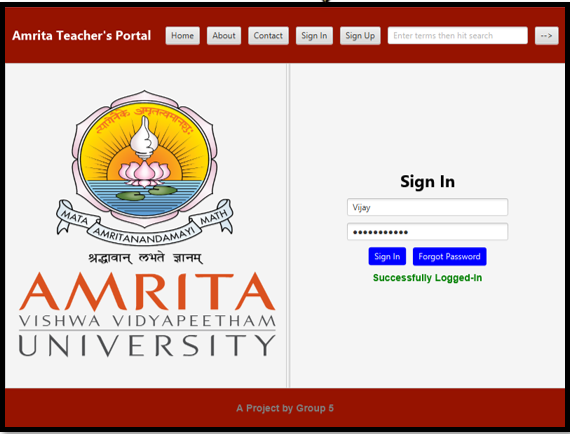 Amrita Teacher's Portal Home About Contact Sign In Sign Up Enter terms then hit search -->
MATA AMRITANANDAMAYI MATH
श्रद्धावान् लभते ज्ञानम्
AMRITA
VISHWA VIDYAPEETHAM
UNIVERSITY
Sign In
Vijay
•••••••••••
Sign In Forgot Password
Successfully Logged-In
A Project by Group 5